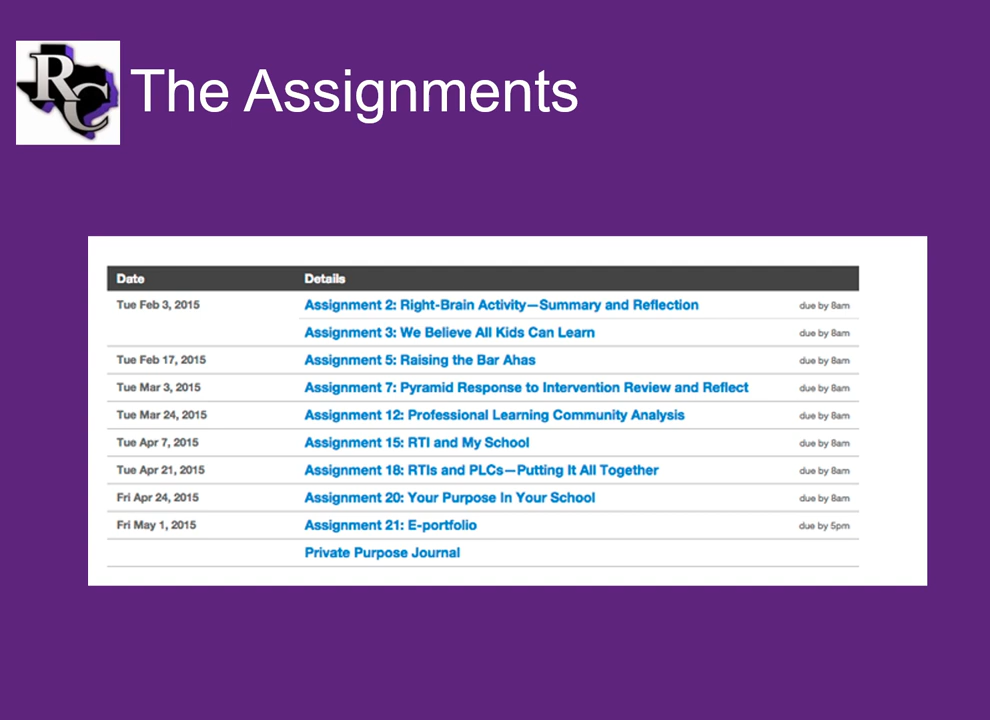 RC
The Assignments
Date Details
Tue Feb 3, 2015 Assignment 2: Right-Brain Activity—Summary and Reflection due by 8am
Assignment 3: We Believe All Kids Can Learn due by 8am
Tue Feb 17, 2015 Assignment 5: Raising the Bar Ahas due by 8am
Tue Mar 3, 2015 Assignment 7: Pyramid Response to Intervention Review and Reflect due by 8am
Tue Mar 24, 2015 Assignment 12: Professional Learning Community Analysis due by 8am
Tue Apr 7, 2015 Assignment 15: RTI and My School due by 8am
Tue Apr 21, 2015 Assignment 18: RTIs and PLCs—Putting It All Together due by 8am
Fri Apr 24, 2015 Assignment 20: Your Purpose In Your School due by 8am
Fri May 1, 2015 Assignment 21: E-portfolio due by 5pm
Private Purpose Journal